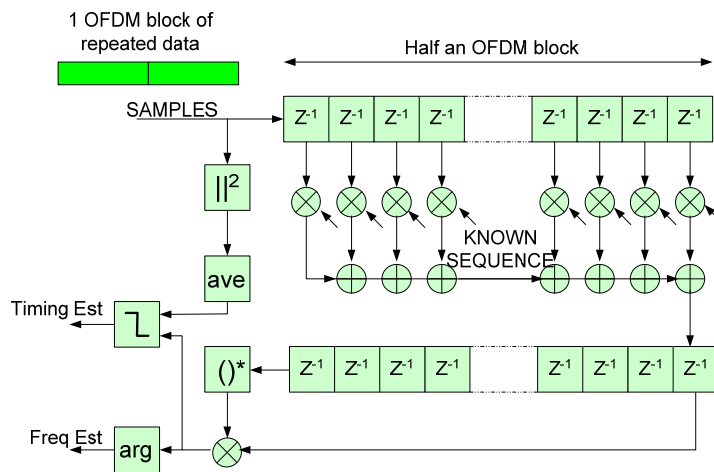 1 OFDM block of
repeated data
Half an OFDM block
SAMPLES
Z⁻¹ Z⁻¹ Z⁻¹ Z⁻¹ Z⁻¹ Z⁻¹ Z⁻¹ Z⁻¹
||²
KNOWN
SEQUENCE
ave
Timing Est
()* Z⁻¹ Z⁻¹ Z⁻¹ Z⁻¹ Z⁻¹ Z⁻¹ Z⁻¹ Z⁻¹
Freq Est
arg